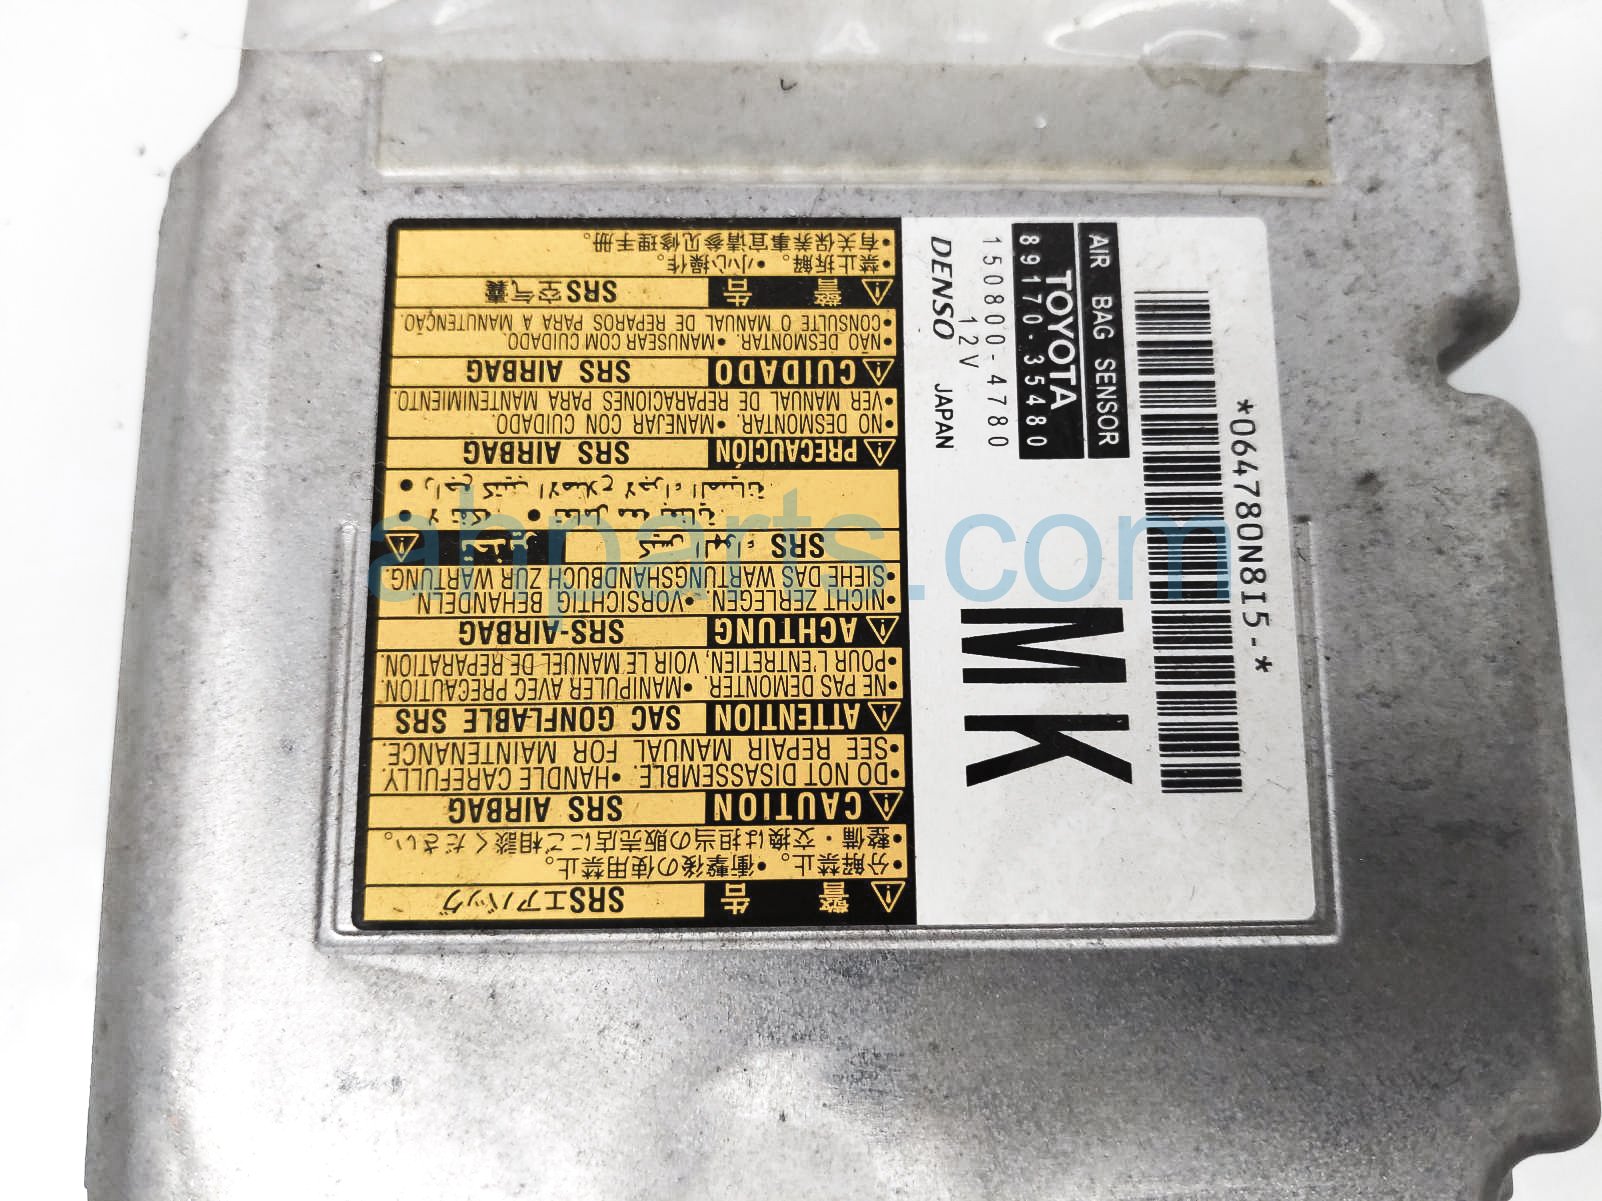 AIR BAG SENSOR
TOYOTA
89170-35480
150800-4780
12V
DENSO JAPAN
MK
*064780N8I5-*
警告 SRSエアバッグ
•分解禁止。 •衝撃後の使用禁止。
•整備・交換は担当の販売店にご相談ください。
CAUTION SRS AIRBAG
•DO NOT DISASSEMBLE. •HANDLE CAREFULLY
•SEE REPAIR MANUAL FOR MAINTENANCE.
ATTENTION SAC GONFLABLE SRS
•NE PAS DEMONTER. •MANIPULER AVEC PRECAUTION.
•POUR L'ENTRETIEN, VOIR LE MANUEL DE REPARATION.
ACHTUNG SRS-AIRBAG
•NICHT ZERLEGEN. •VORSICHTIG BEHANDELN.
•SIEHE DAS WARTUNGSHANDBUCH ZUR WARTUNG.
SRS
PRECAUCIÓN SRS AIRBAG
•NO DESMONTAR. •MANEJAR CON CUIDADO.
•VER MANUAL DE REPARACIONES PARA MANTENIMIENTO.
CUIDADO SRS AIRBAG
•NÃO DESMONTAR. •MANUSEAR COM CUIDADO.
•CONSULTE O MANUAL DE REPAROS PARA A MANUTENÇÃO.
警告 SRS空气囊
•禁止拆解。 •小心操作。
•有关保养事宜请参见修理手册。
ahparts.com